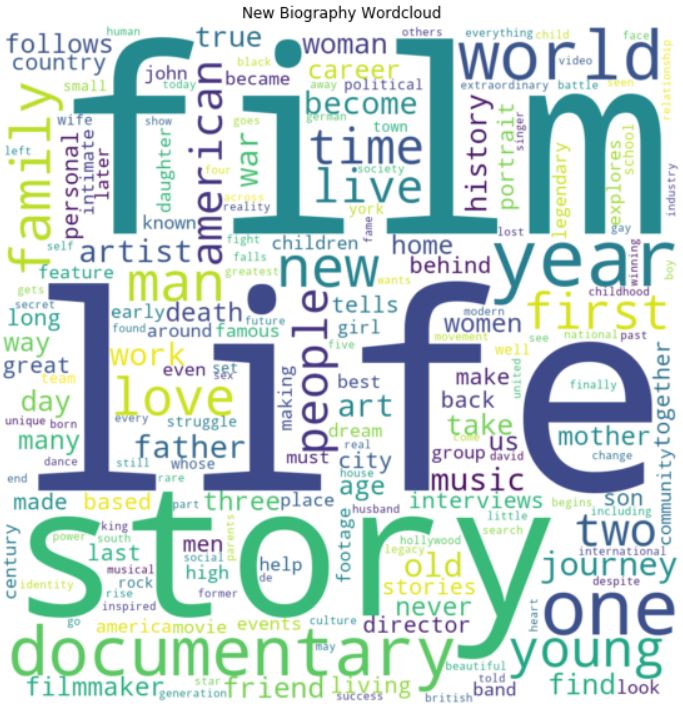 New Biography Wordcloud
human
others
everything
child
face
follows
true
woman
black
video
country
john
career
extraordinary
battle
seen
relationship
small
became
today
away
political
world
film
family
wife
become
goes
german
town
personal
intimate
later
daughter
american
war
show
four
time
history
portrait
singer
legendary
explores
school
left
across
society
reality
live
york
fame
industry
known
fight
lost
gay
self
artist
children
home
year
winning
boy
feature
falls
greatest
new
behind
gets
man
wants
childhood
secret
tells
modern
first
long
early
death
future
girl
women
found
around
famous
people
five
movement
well
see
national
past
way
work
even
set
making
best
make
united
great
team
sex
life
finally
day
love
art
back
unique
born
every
struggle
dream
take
mother
together
community
many
father
must
real
come
us
david
change
dance
still
whose
city
group
house
end
rare
age
music
son
made
based
part
three
place
footage
husband
interviews
begins
including
little
two
century
king
story
power
south
men
parents
hollywood
search
international
last
social
help
legacy
old
journey
musical
high
identity
rise
rock
former
de
stories
despite
inspired
never
one
go
america
movie
events
culture
director
heart
documentary
may
young
beautiful
filmmaker
star
friend
living
told
find
look
generation
success
band
british